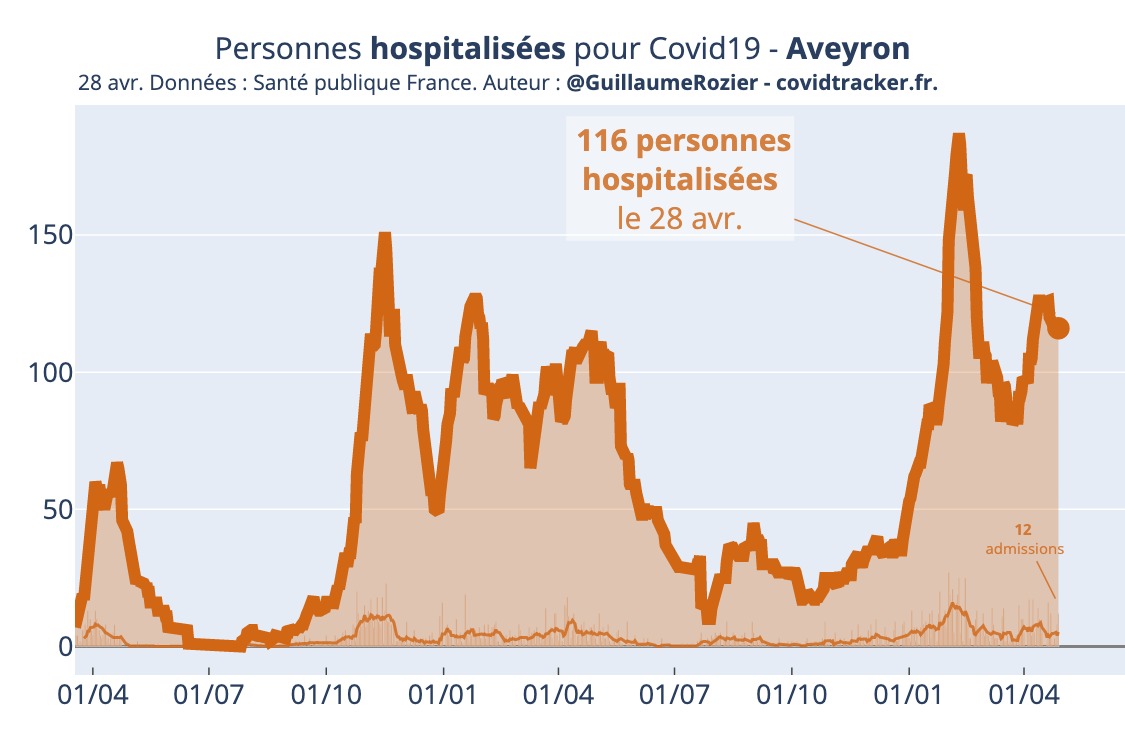 Personnes hospitalisées pour Covid19 - Aveyron
28 avr. Données : Santé publique France. Auteur : @GuillaumeRozier - covidtracker.fr.
116 personnes
hospitalisées
le 28 avr.
150
100
50
12
admissions
0
01/04 01/07 01/10 01/01 01/04 01/07 01/10 01/01 01/04